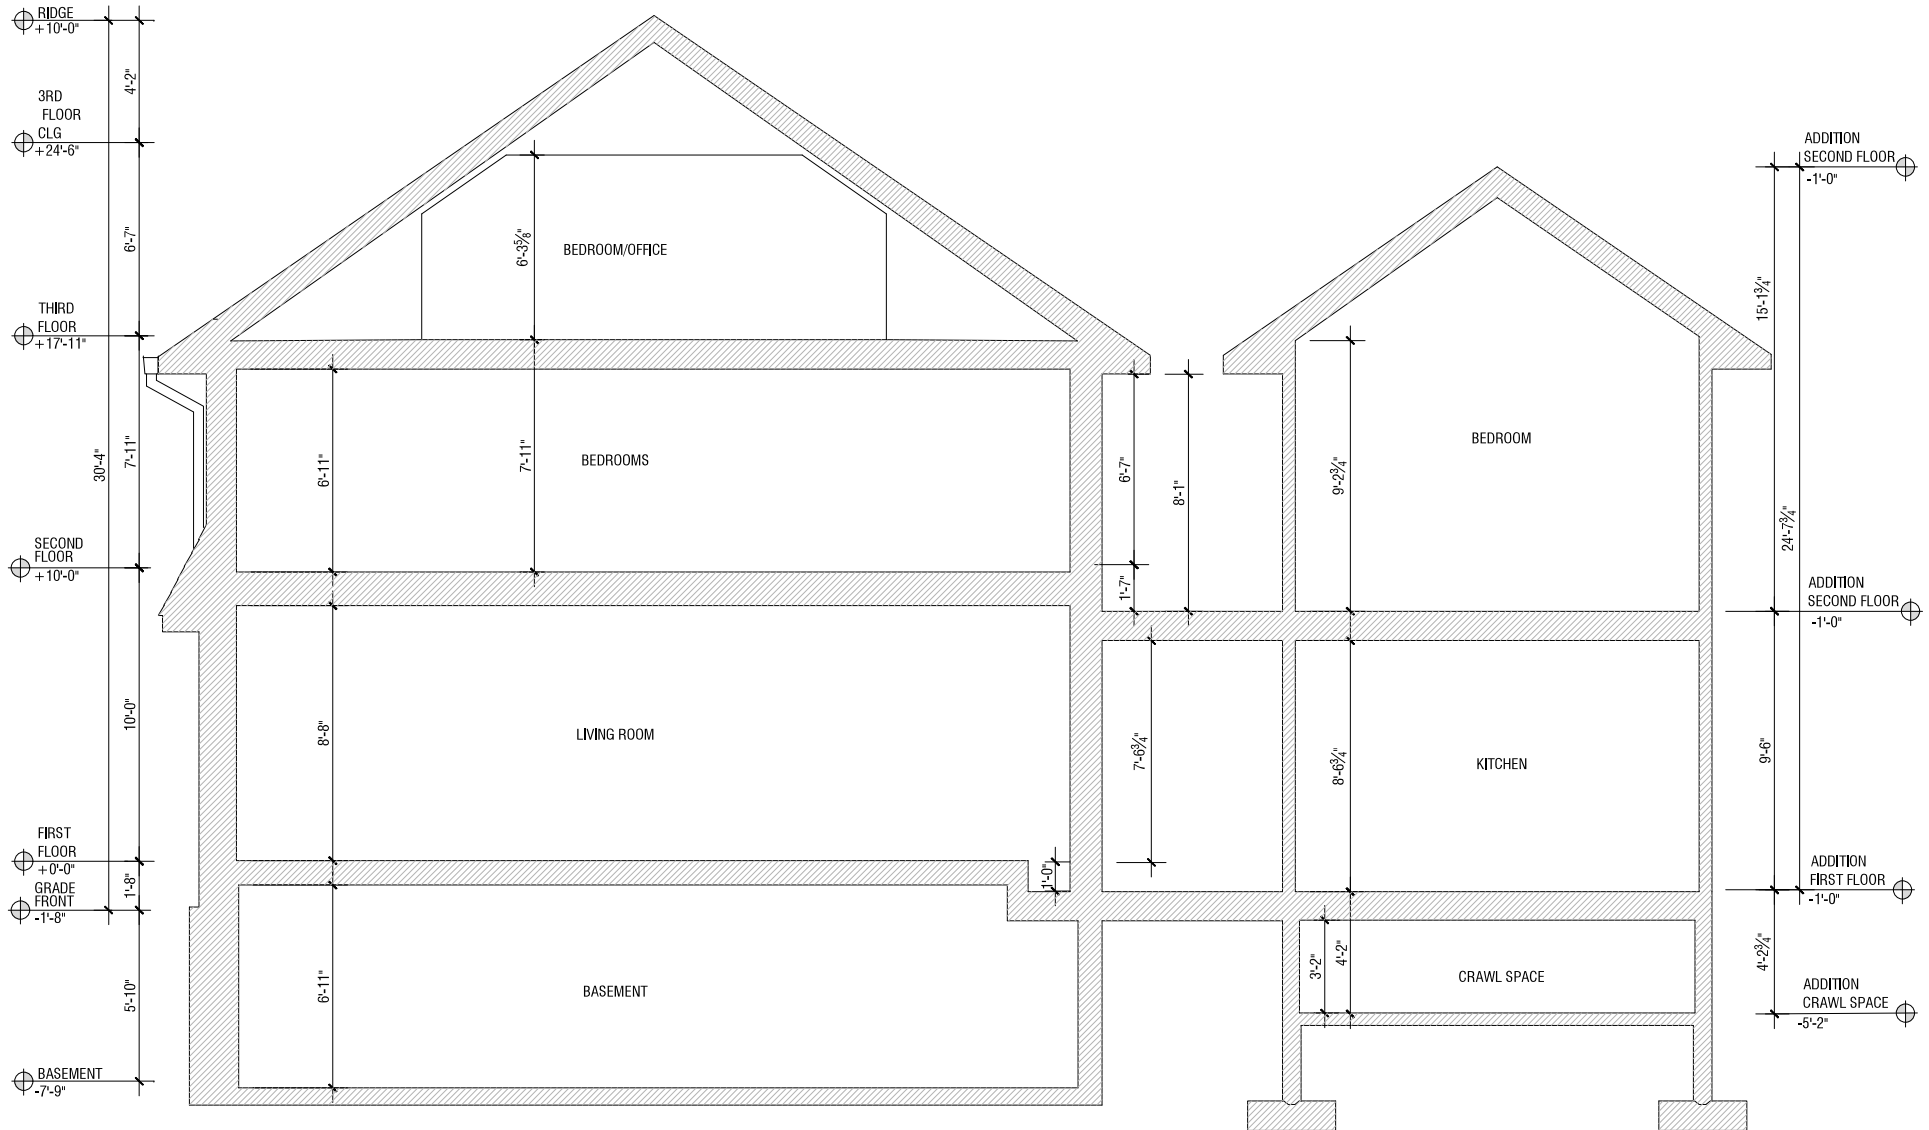 RIDGE
+10'-0"
4'-2"
3RD
FLOOR
CLG
+24'-6"
6'-7"
THIRD
FLOOR
+17'-11"
30'-4"
7'-11"
SECOND
FLOOR
+10'-0"
10'-0"
FIRST
FLOOR
+0'-0"
1'-8"
GRADE
FRONT
-1'-8"
5'-10"
BASEMENT
-7'-9"
6'-3⅝"
BEDROOM/OFFICE
6'-11"
7'-11"
BEDROOMS
8'-8"
LIVING ROOM
1'-0"
6'-11"
BASEMENT
6'-7"
8'-1"
1'-7"
7'-6¾"
9'-2¾"
BEDROOM
8'-6¾"
KITCHEN
3'-2"
4'-2"
CRAWL SPACE
ADDITION
SECOND FLOOR
-1'-0"
15'-1¾"
24'-7¾"
ADDITION
SECOND FLOOR
-1'-0"
9'-6"
ADDITION
FIRST FLOOR
-1'-0"
4'-2¾"
ADDITION
CRAWL SPACE
-5'-2"